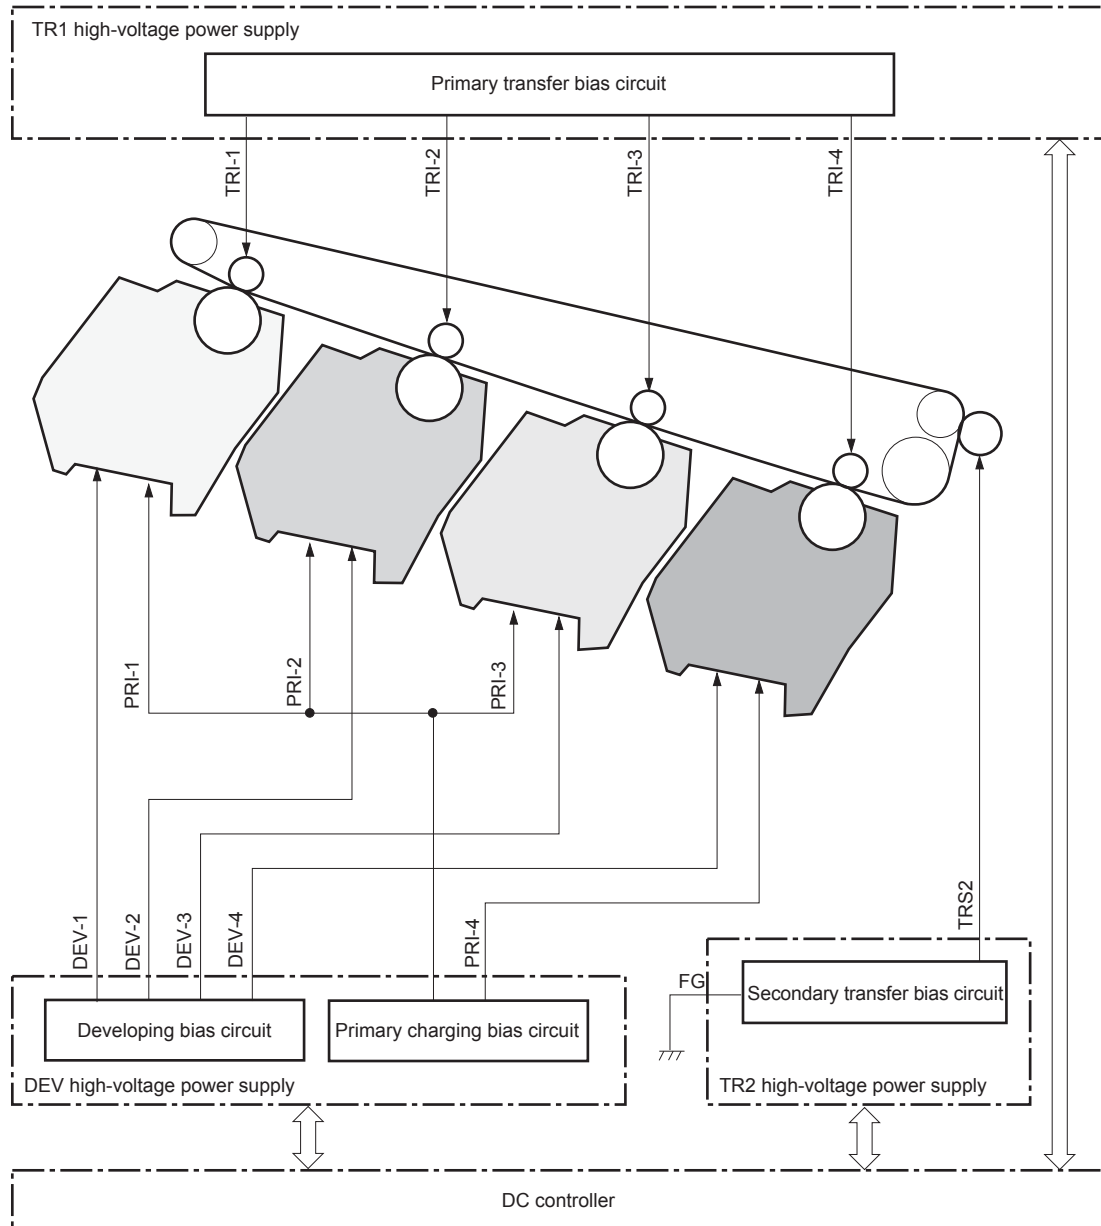 TR1 high-voltage power supply
Primary transfer bias circuit
TRI-1
TRI-2
TRI-3
TRI-4
PRI-1
PRI-2
PRI-3
DEV-1
DEV-2
DEV-3
DEV-4
PRI-4
TRS2
FG
Developing bias circuit
Primary charging bias circuit
Secondary transfer bias circuit
DEV high-voltage power supply
TR2 high-voltage power supply
DC controller